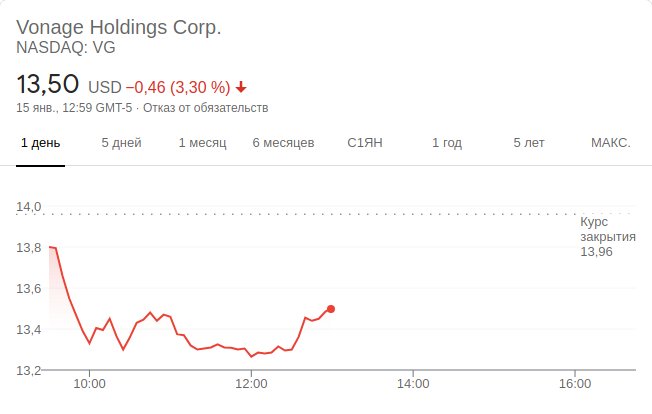 Vonage Holdings Corp.
NASDAQ: VG
13,50 USD −0,46 (3,30 %)
15 янв., 12:59 GMT-5 · Отказ от обязательств
1 день 5 дней 1 месяц 6 месяцев С1ЯН 1 год 5 лет МАКС.
14,0
Курс
закрытия
13,96
13,8
13,6
13,4
13,2
10:00 12:00 14:00 16:00